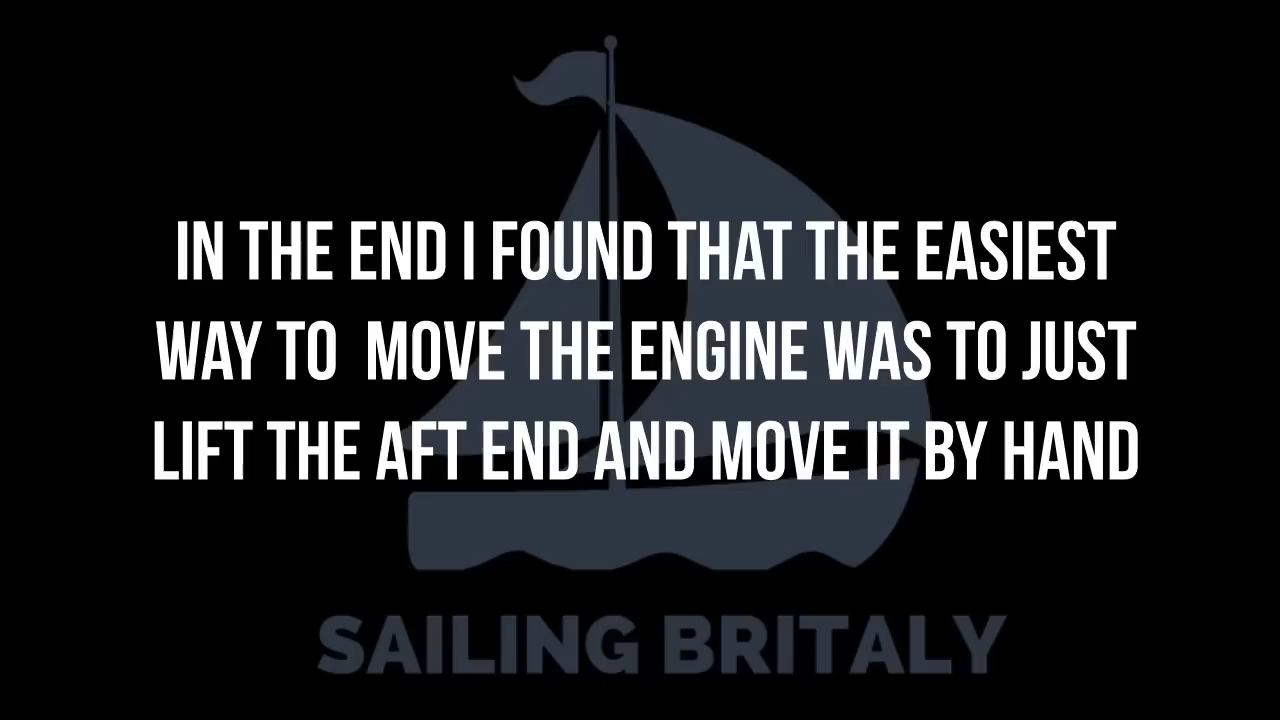 IN THE END I FOUND THAT THE EASIEST
WAY TO  MOVE THE ENGINE WAS TO JUST
LIFT THE AFT END AND MOVE IT BY HAND
SAILING BRITALY